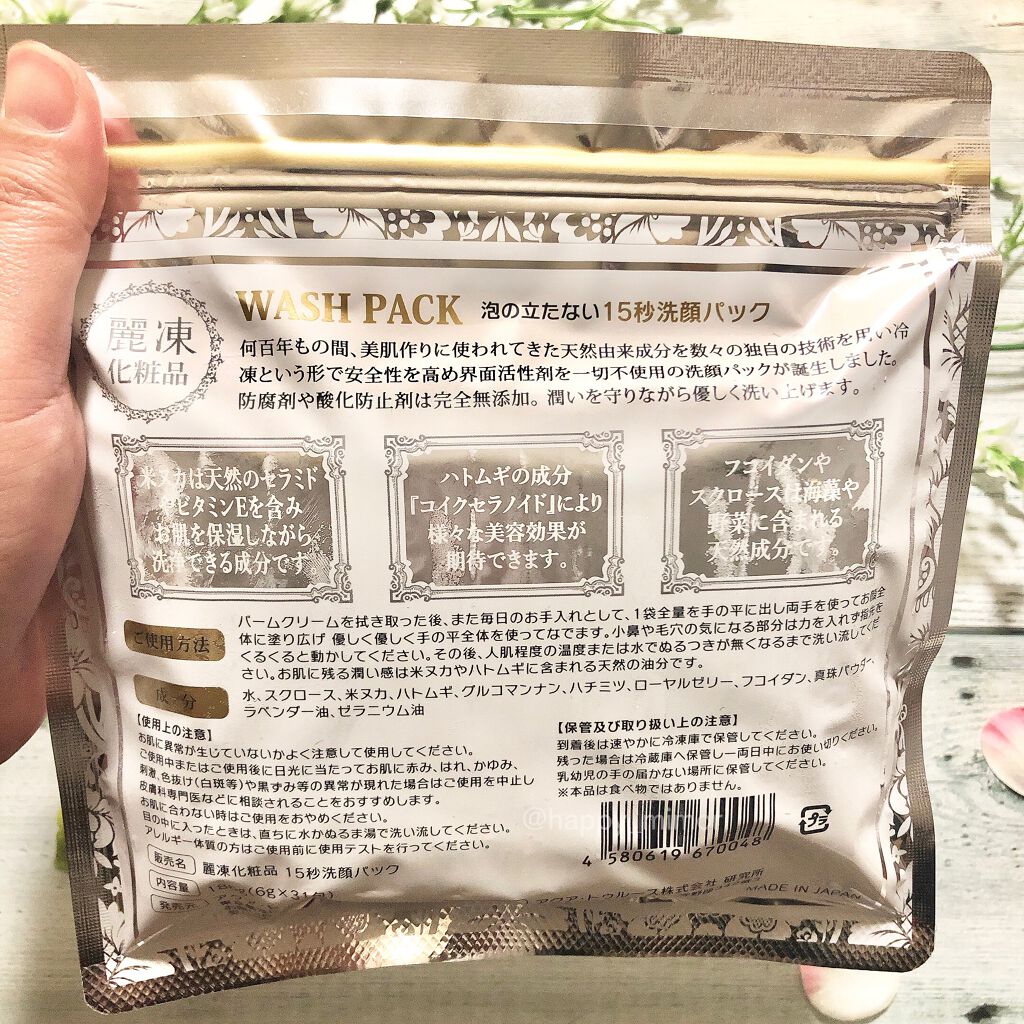 麗凍
化粧品
WASH PACK 泡の立たない15秒洗顔パック
何百年もの間、美肌作りに使われてきた天然由来成分を数々の独自の技術を用い冷
凍という形で安全性を高め界面活性剤を一切不使用の洗顔パックが誕生しました。
防腐剤や酸化防止剤は完全無添加。潤いを守りながら優しく洗い上げます。
米ヌカは天然のセラミド
やビタミンEを含み
お肌を保湿しながら
洗浄できる成分です
ハトムギの成分
『コイクセラノイド』により
様々な美容効果が
期待できます。
フコイダンや
スクロースは海藻や
野菜に含まれる
天然成分です。
ご使用方法
バームクリームを拭き取った後、また毎日のお手入れとして、1袋全量を手の平に出し両手を使ってお顔全
体に塗り広げ 優しく優しく手の平全体を使ってなでます。小鼻や毛穴の気になる部分は力を入れず指先を
くるくると動かしてください。その後、人肌程度の温度または水でぬるつきが無くなるまで洗い流してくだ
さい。お肌に残る潤い感は米ヌカやハトムギに含まれる天然の油分です。
成 分
水、スクロース、米ヌカ、ハトムギ、グルコマンナン、ハチミツ、ローヤルゼリー、フコイダン、真珠パウダー、
ラベンダー油、ゼラニウム油
【使用上の注意】
お肌に異常が生じていないかよく注意して使用してください。
ご使用中またはご使用後に日光に当たってお肌に赤み、はれ、かゆみ、
刺激、色抜け(白斑等)や黒ずみ等の異常が現れた場合はご使用を中止し
皮膚科専門医などに相談されることをおすすめします。
お肌に合わない時はご使用をおやめください。
目の中に入ったときは、直ちに水かぬるま湯で洗い流してください。
アレルギー体質の方はご使用前に使用テストを行ってください。
【保管及び取り扱い上の注意】
到着後は速やかに冷凍庫で保管してください。
残った場合は冷蔵庫へ保管し一両日中にお使い切りください。
乳幼児の手の届かない場所に保管してください。
※本品は食べ物ではありません。
4 580619 670048
プラ
販売名 麗凍化粧品 15秒洗顔パック
内容量 (6g×31包)
発売元 アクア・トゥルース株式会社 研究所
MADE IN JAPAN